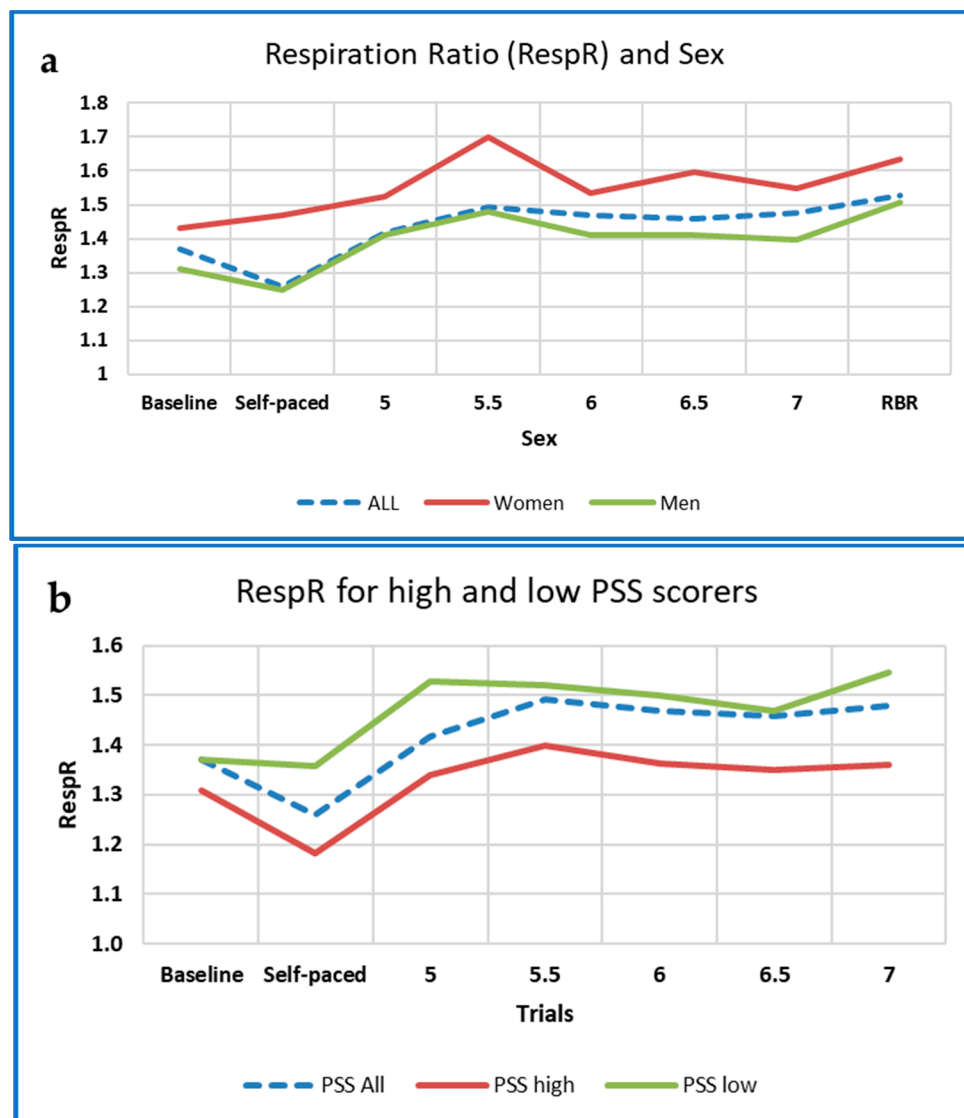 a
Respiration Ratio (RespR) and Sex
RespR
1.8
1.7
1.6
1.5
1.4
1.3
1.2
1.1
1
Baseline Self-paced 5 5.5 6 6.5 7 RBR
Sex
ALL Women Men
b
RespR for high and low PSS scorers
RespR
1.6
1.5
1.4
1.3
1.2
1.1
1.0
Baseline Self-paced 5 5.5 6 6.5 7
Trials
PSS All PSS high PSS low